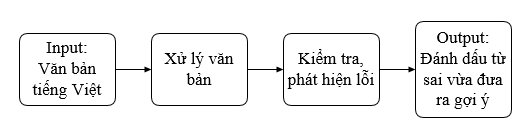 Input:
Văn bản
tiếng Việt
Xử lý văn
bản
Kiểm tra,
phát hiện lỗi
Output:
Đánh dấu từ
sai vừa đưa
ra gợi ý